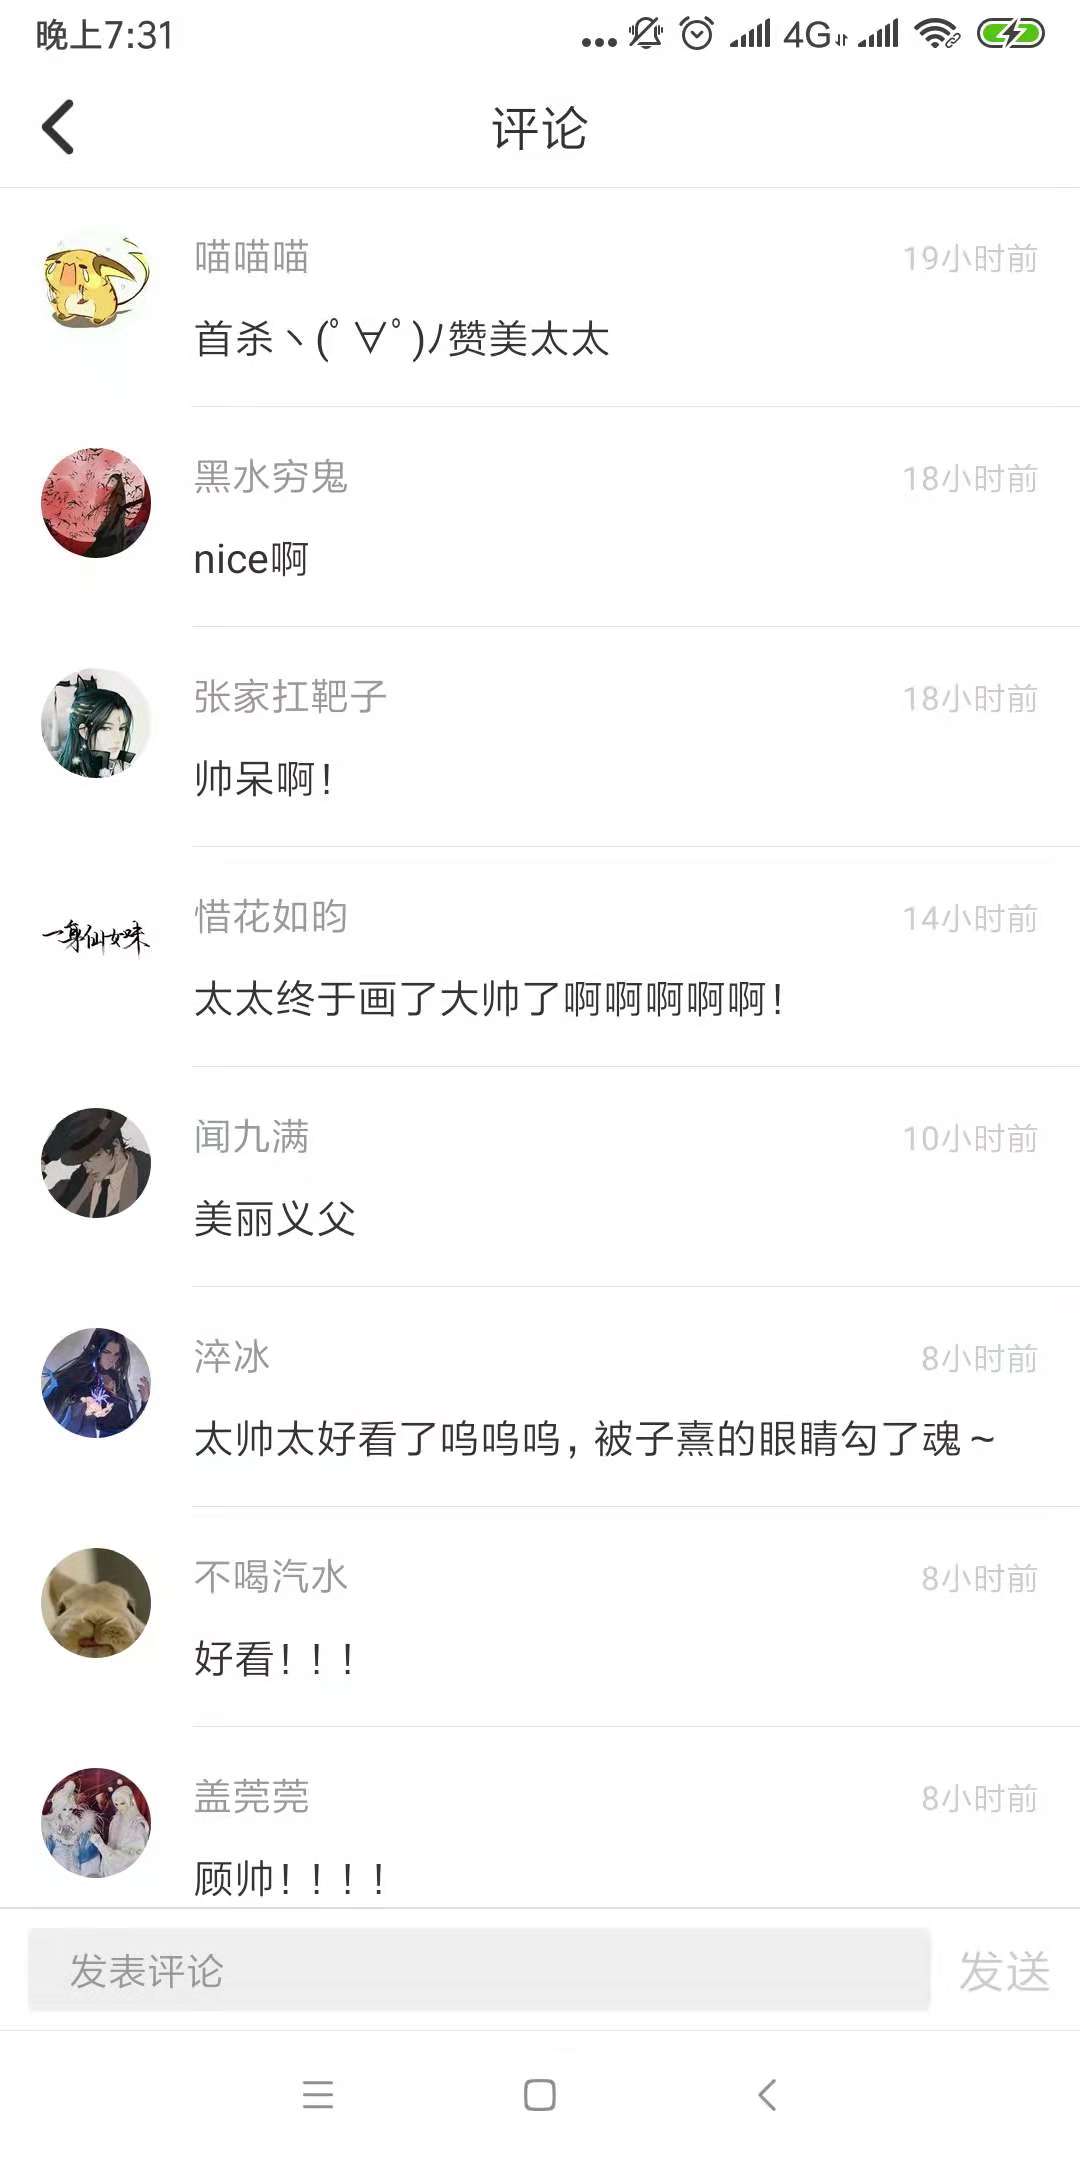 晚上7:31
4G
评论
喵喵喵
19小时前
首杀丶(ﾟ∀ﾟ)ﾉ赞美太太
黑水穷鬼
18小时前
nice啊
张家扛靶子
18小时前
帅呆啊！
一身仙女味
惜花如昀
14小时前
太太终于画了大帅了啊啊啊啊啊！
闻九满
10小时前
美丽义父
淬冰
8小时前
太帅太好看了呜呜呜，被子熹的眼睛勾了魂～
不喝汽水
8小时前
好看！！！
盖莞莞
8小时前
顾帅！！！！
发表评论
发送